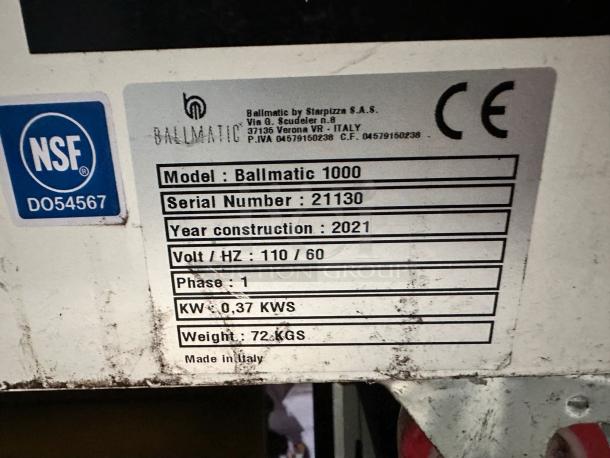 NSF®
DO54567
BALLMATIC
Ballmatic by Starpizza S.A.S.
Via G. Scudeler n.8
37135 Verona VR - ITALY
P.IVA 04579150238 C.F. 04579150238
CE
Model : Ballmatic 1000
Serial Number : 21130
Year construction : 2021
Volt / HZ : 110 / 60
Phase : 1
KW : 0,37 KWS
Weight : 72 KGS
Made in Italy